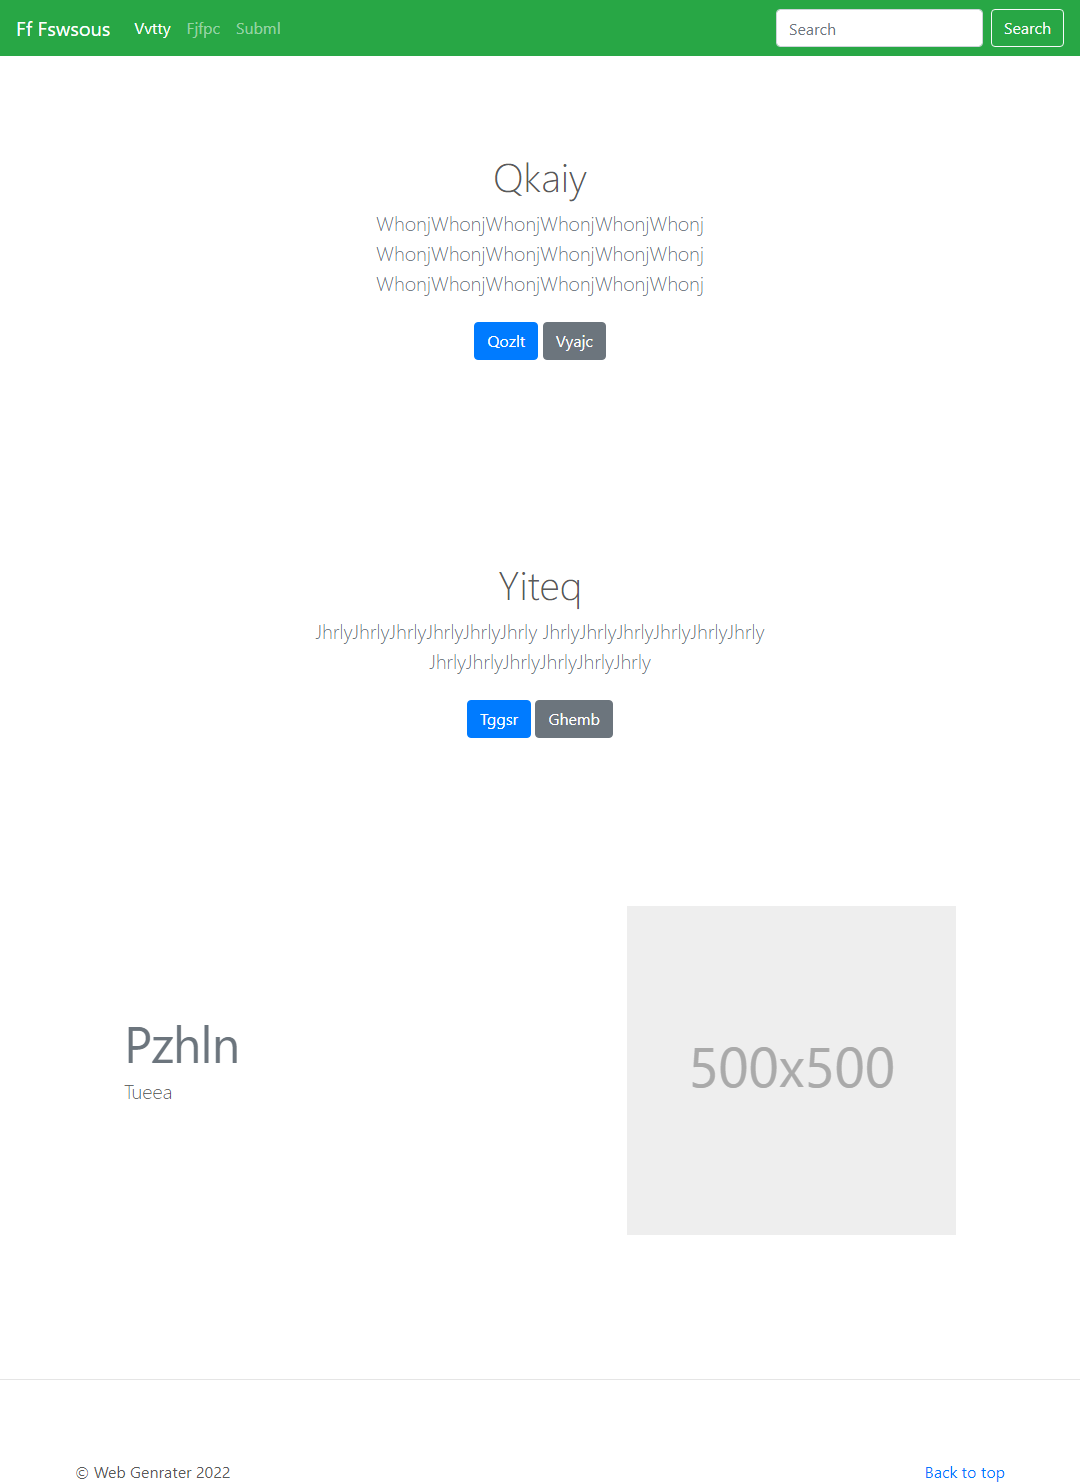 Ff Fswsous Vvtty Fjfpc Subml Search Search
Qkaiy
WhonjWhonjWhonjWhonjWhonjWhonj
WhonjWhonjWhonjWhonjWhonjWhonj
WhonjWhonjWhonjWhonjWhonjWhonj
Qozlt Vyajc
Yiteq
JhrlyJhrlyJhrlyJhrlyJhrlyJhrly JhrlyJhrlyJhrlyJhrlyJhrlyJhrly
JhrlyJhrlyJhrlyJhrlyJhrlyJhrly
Tggsr Ghemb
Pzhln
Tueea
500x500
© Web Genrater 2022 Back to top